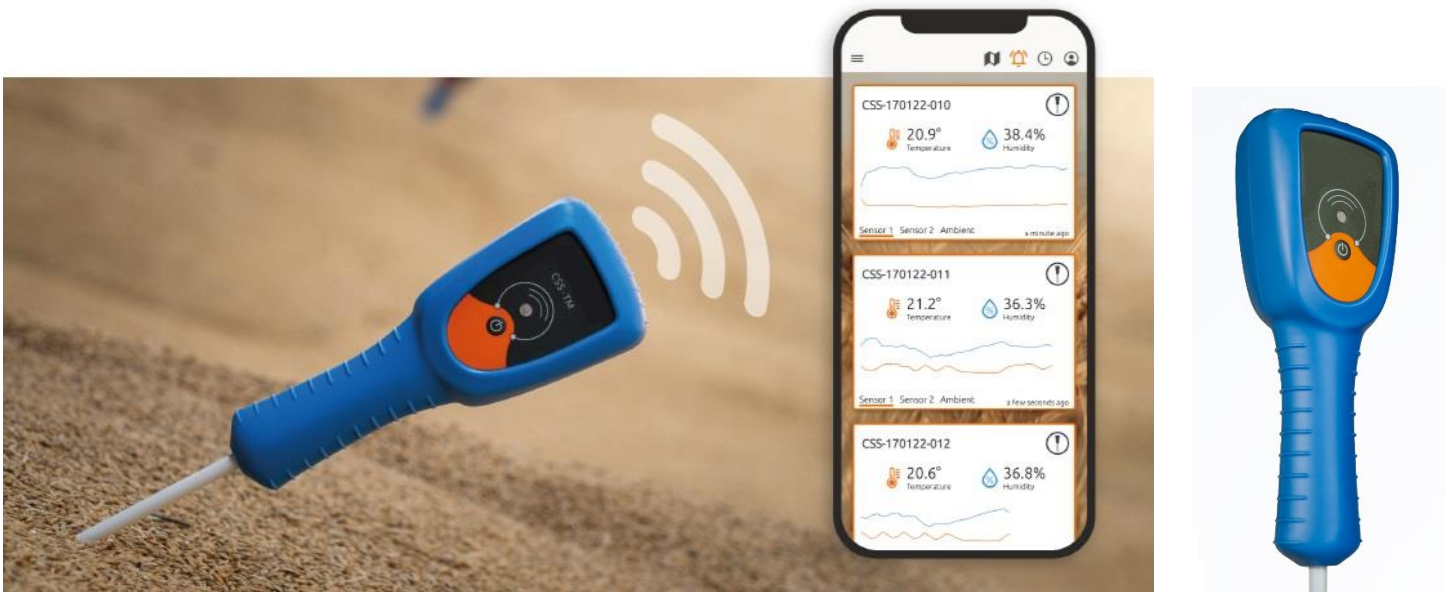 CSS-TM
CSS-170122-010
20.9° 38.4%
Temperature Humidity
Sensor 1 Sensor 2 Ambient a minute ago
CSS-170122-011
21.2° 36.3%
Temperature Humidity
Sensor 1 Sensor 2 Ambient a few seconds ago
CSS-170122-012
20.6° 36.8%
Temperature Humidity